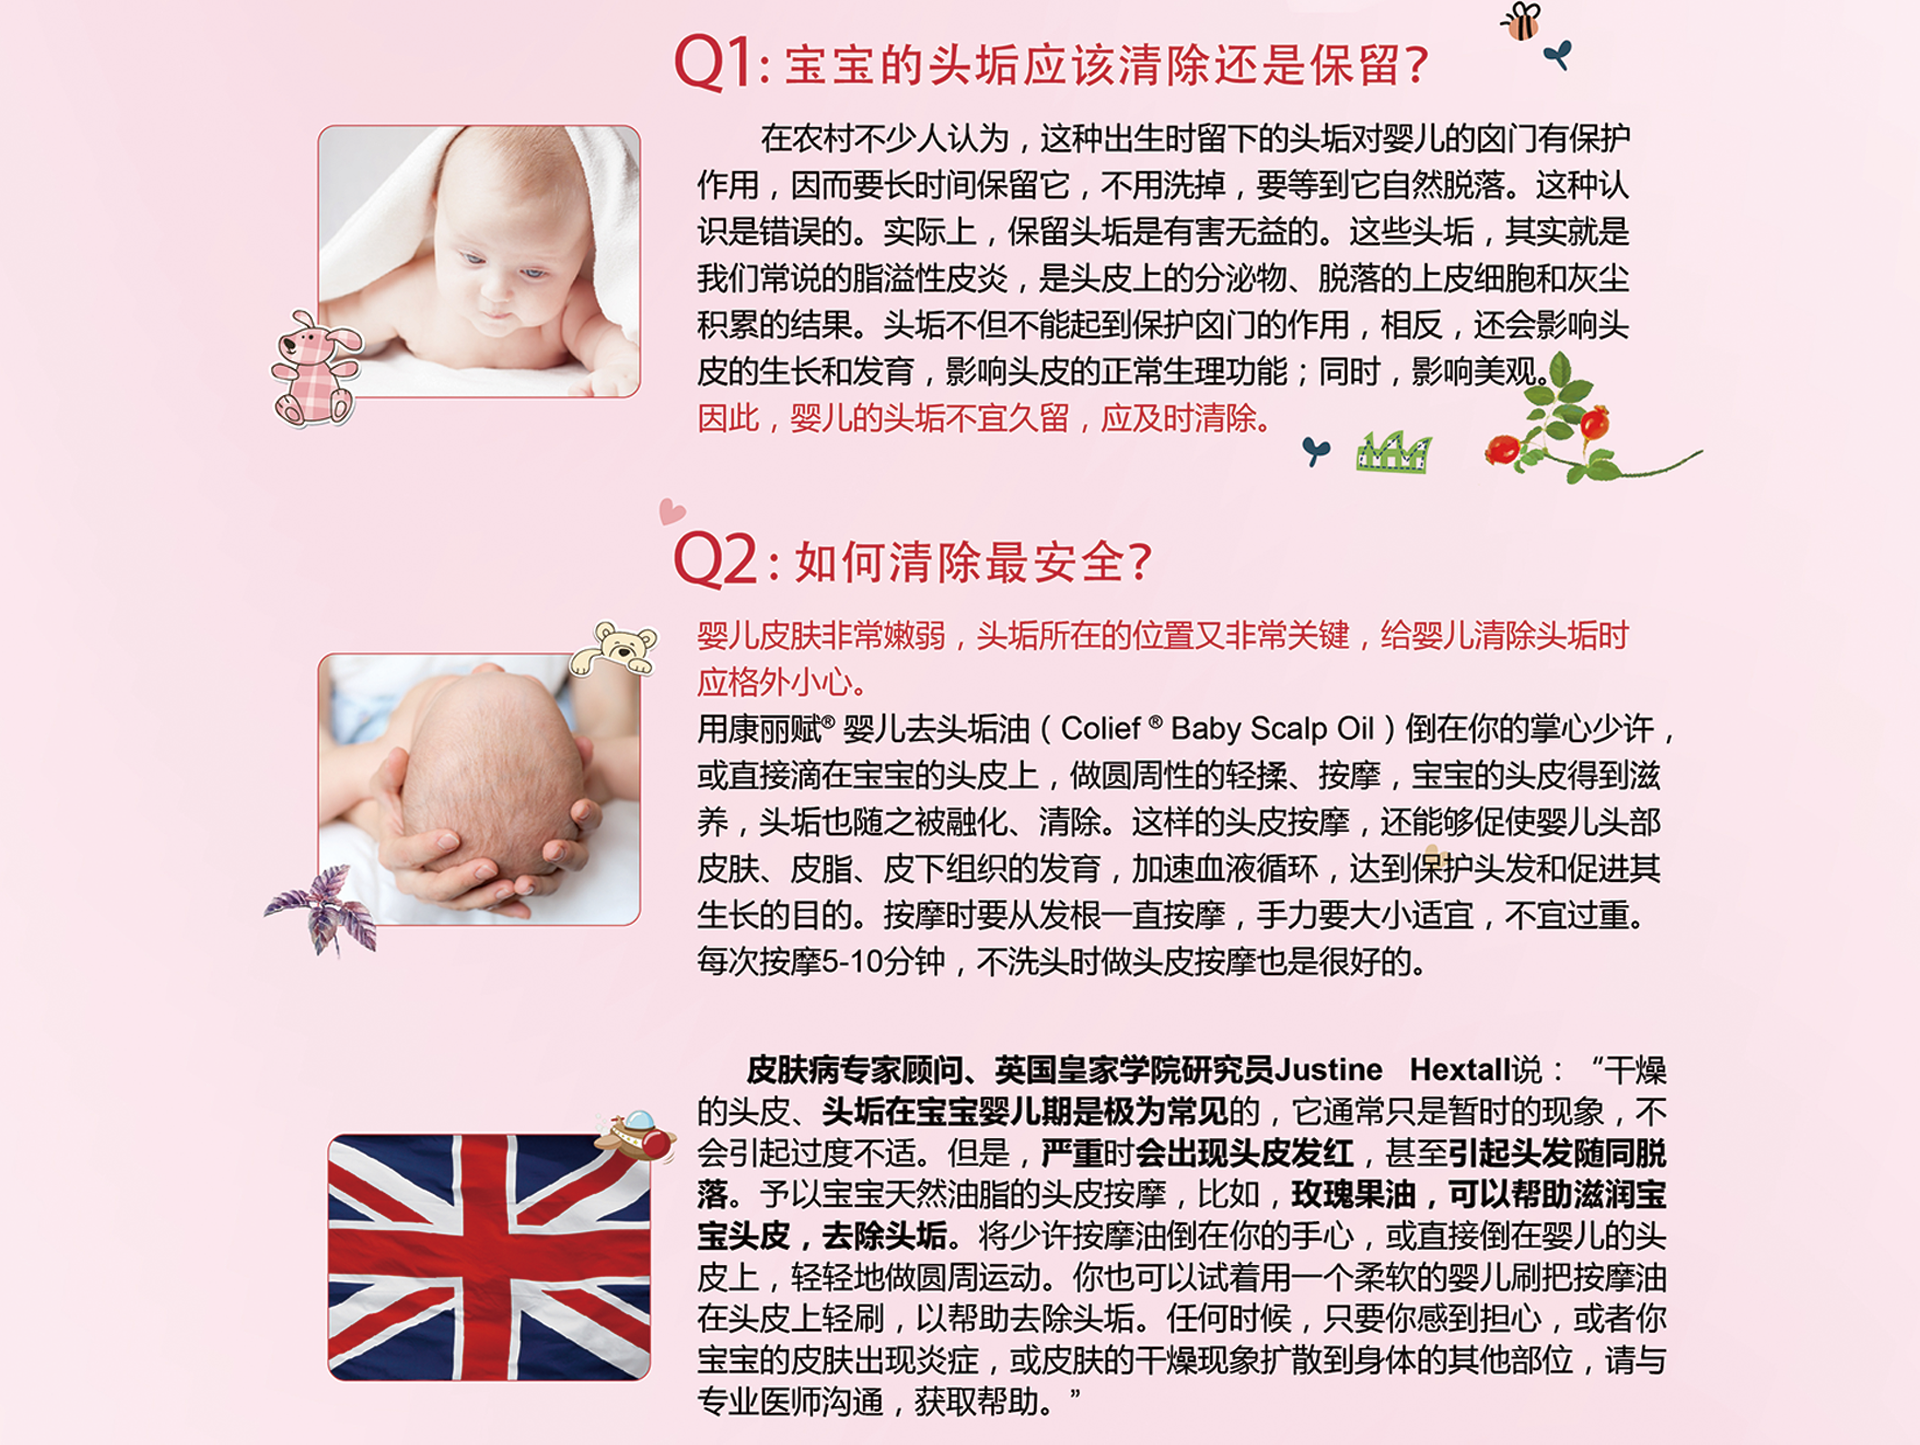 Q1：宝宝的头垢应该清除还是保留？
在农村不少人认为，这种出生时留下的头垢对婴儿的囟门有保护
作用，因而要长时间保留它，不用洗掉，要等到它自然脱落。这种认
识是错误的。实际上，保留头垢是有害无益的。这些头垢，其实就是
我们常说的脂溢性皮炎，是头皮上的分泌物、脱落的上皮细胞和灰尘
积累的结果。头垢不但不能起到保护囟门的作用，相反，还会影响头
皮的生长和发育，影响头皮的正常生理功能；同时，影响美观。
因此，婴儿的头垢不宜久留，应及时清除。
Q2：如何清除最安全？
婴儿皮肤非常嫩弱，头垢所在的位置又非常关键，给婴儿清除头垢时
应格外小心。
用康丽赋® 婴儿去头垢油（Colief ® Baby Scalp Oil）倒在你的掌心少许，
或直接滴在宝宝的头皮上，做圆周性的轻揉、按摩，宝宝的头皮得到滋
养，头垢也随之被融化、清除。这样的头皮按摩，还能够促使婴儿头部
皮肤、皮脂、皮下组织的发育，加速血液循环，达到保护头发和促进其
生长的目的。按摩时要从发根一直按摩，手力要大小适宜，不宜过重。
每次按摩5-10分钟，不洗头时做头皮按摩也是很好的。
皮肤病专家顾问、英国皇家学院研究员Justine Hextall说：“干燥
的头皮、头垢在宝宝婴儿期是极为常见的，它通常只是暂时的现象，不
会引起过度不适。但是，严重时会出现头皮发红，甚至引起头发随同脱
落。予以宝宝天然油脂的头皮按摩，比如，玫瑰果油，可以帮助滋润宝
宝头皮，去除头垢。将少许按摩油倒在你的手心，或直接倒在婴儿的头
皮上，轻轻地做圆周运动。你也可以试着用一个柔软的婴儿刷把按摩油
在头皮上轻刷，以帮助去除头垢。任何时候，只要你感到担心，或者你
宝宝的皮肤出现炎症，或皮肤的干燥现象扩散到身体的其他部位，请与
专业医师沟通，获取帮助。”